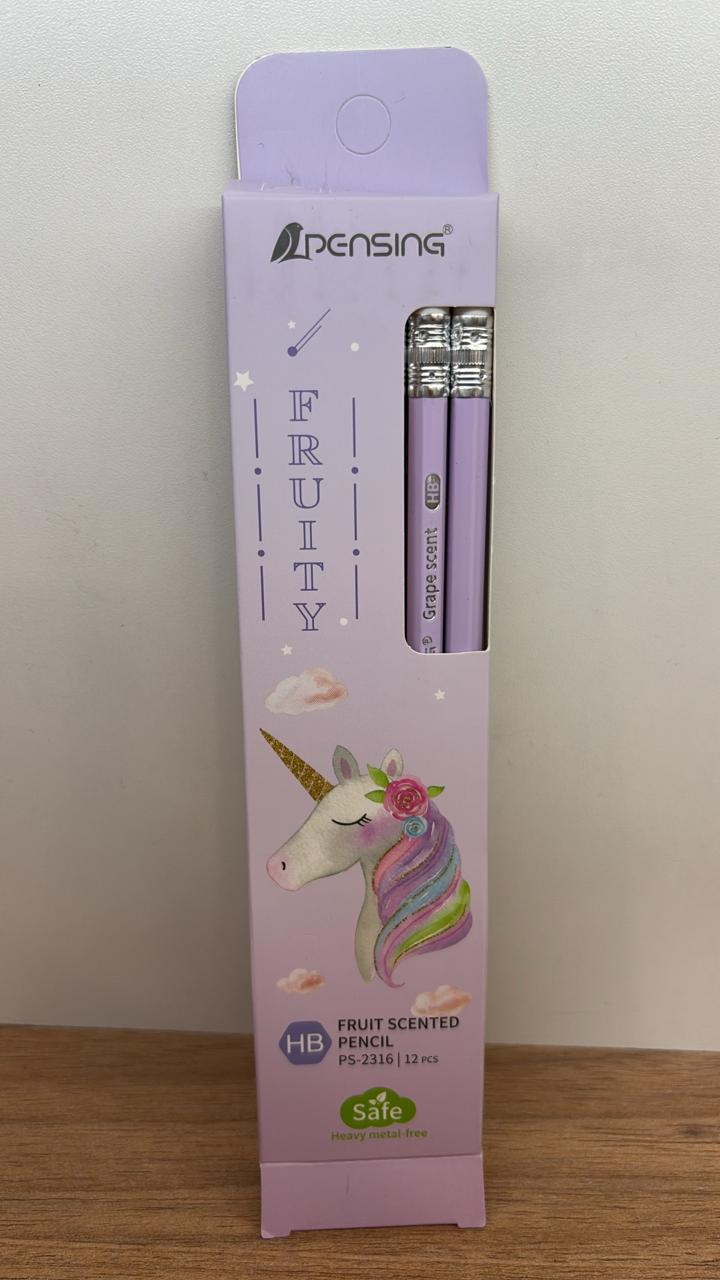 PENSING®
FRUITY
HB
Grape scent
HB
FRUIT SCENTED
PENCIL
PS-2316 | 12 PCS
Safe
Heavy metal-free